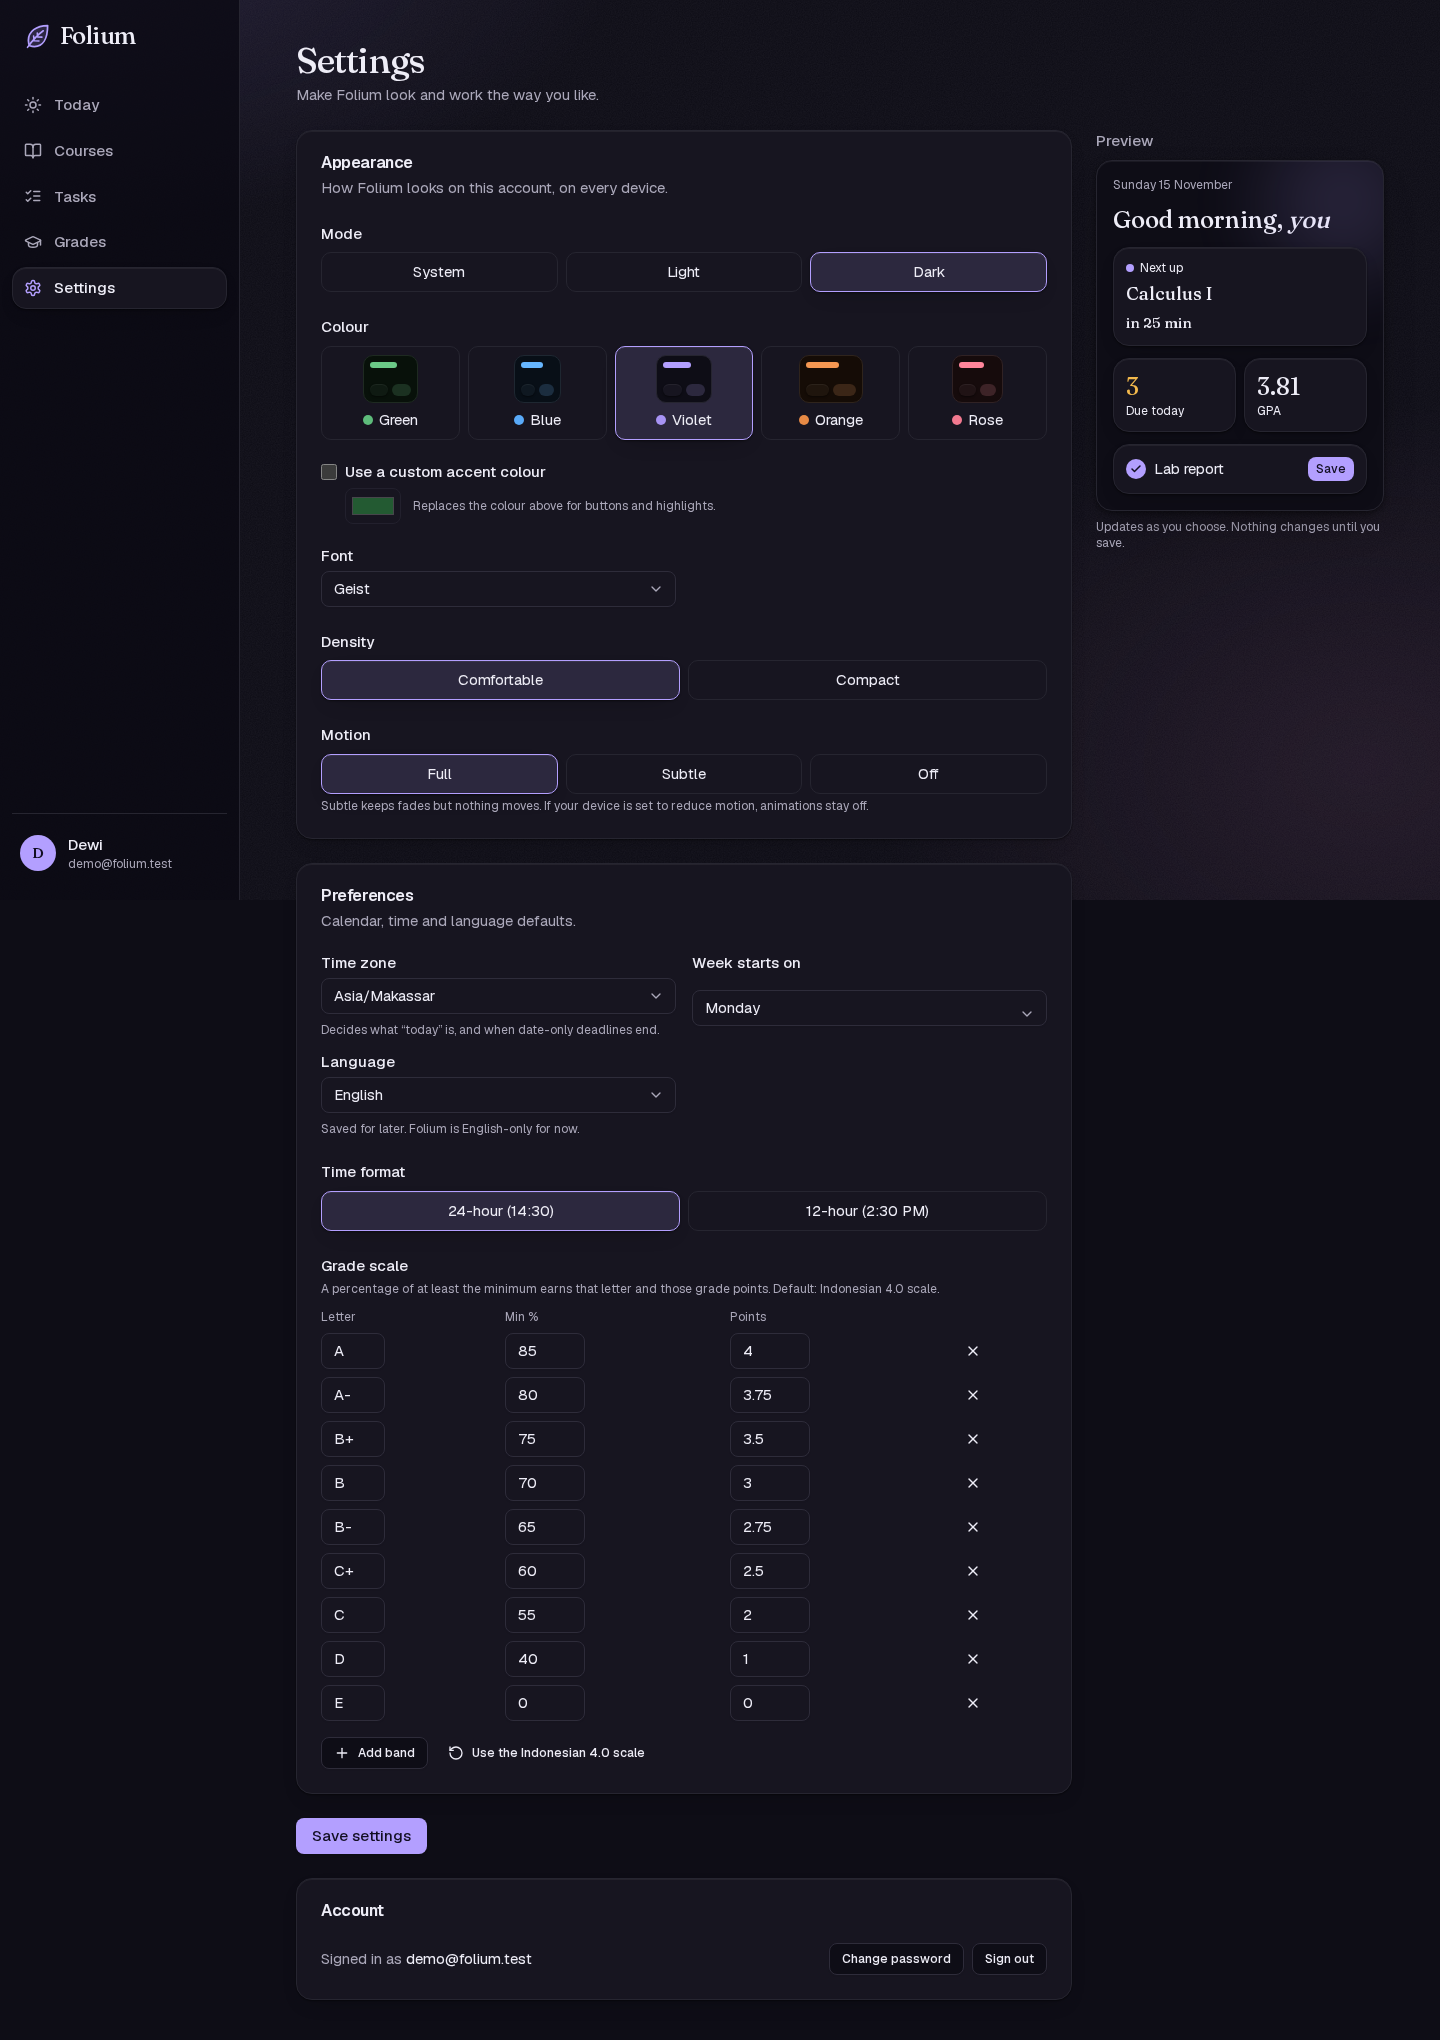 Folium
Today
Courses
Tasks
Grades
Settings
Dewi
D
demo@folium.test
Settings
Make Folium look and work the way you like.
Appearance
How Folium looks on this account, on every device.
Mode
System
Light
Dark
Colour
Green
Blue
Violet
Orange
Rose
Use a custom accent colour
Replaces the colour above for buttons and highlights.
Font
Geist
Density
Comfortable
Compact
Motion
Full
Subtle
Off
Subtle keeps fades but nothing moves. If your device is set to reduce motion, animations stay off.
Preview
Sunday 15 November
Good morning, you
Next up
Calculus I
in 25 min
3
Due today
3.81
GPA
Lab report
Save
Updates as you choose. Nothing changes until you
save.
Preferences
Calendar, time and language defaults.
Time zone
Asia/Makassar
Decides what “today” is, and when date-only deadlines end.
Week starts on
Monday
Language
English
Saved for later. Folium is English-only for now.
Time format
24-hour (14:30)
12-hour (2:30 PM)
Grade scale
A percentage of at least the minimum earns that letter and those grade points. Default: Indonesian 4.0 scale.
Letter Min % Points
A 85 4
A- 80 3.75
B+ 75 3.5
B 70 3
B- 65 2.75
C+ 60 2.5
C 55 2
D 40 1
E 0 0
Add band
Use the Indonesian 4.0 scale
Save settings
Account
Signed in as demo@folium.test
Change password
Sign out